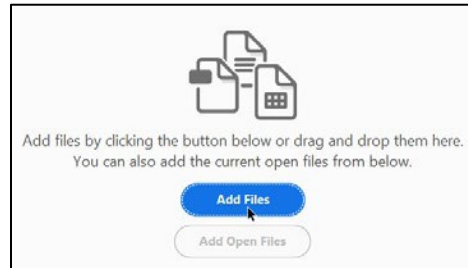 Add files by clicking the button below or drag and drop them here.
You can also add the current open files from below.
Add Files
Add Open Files